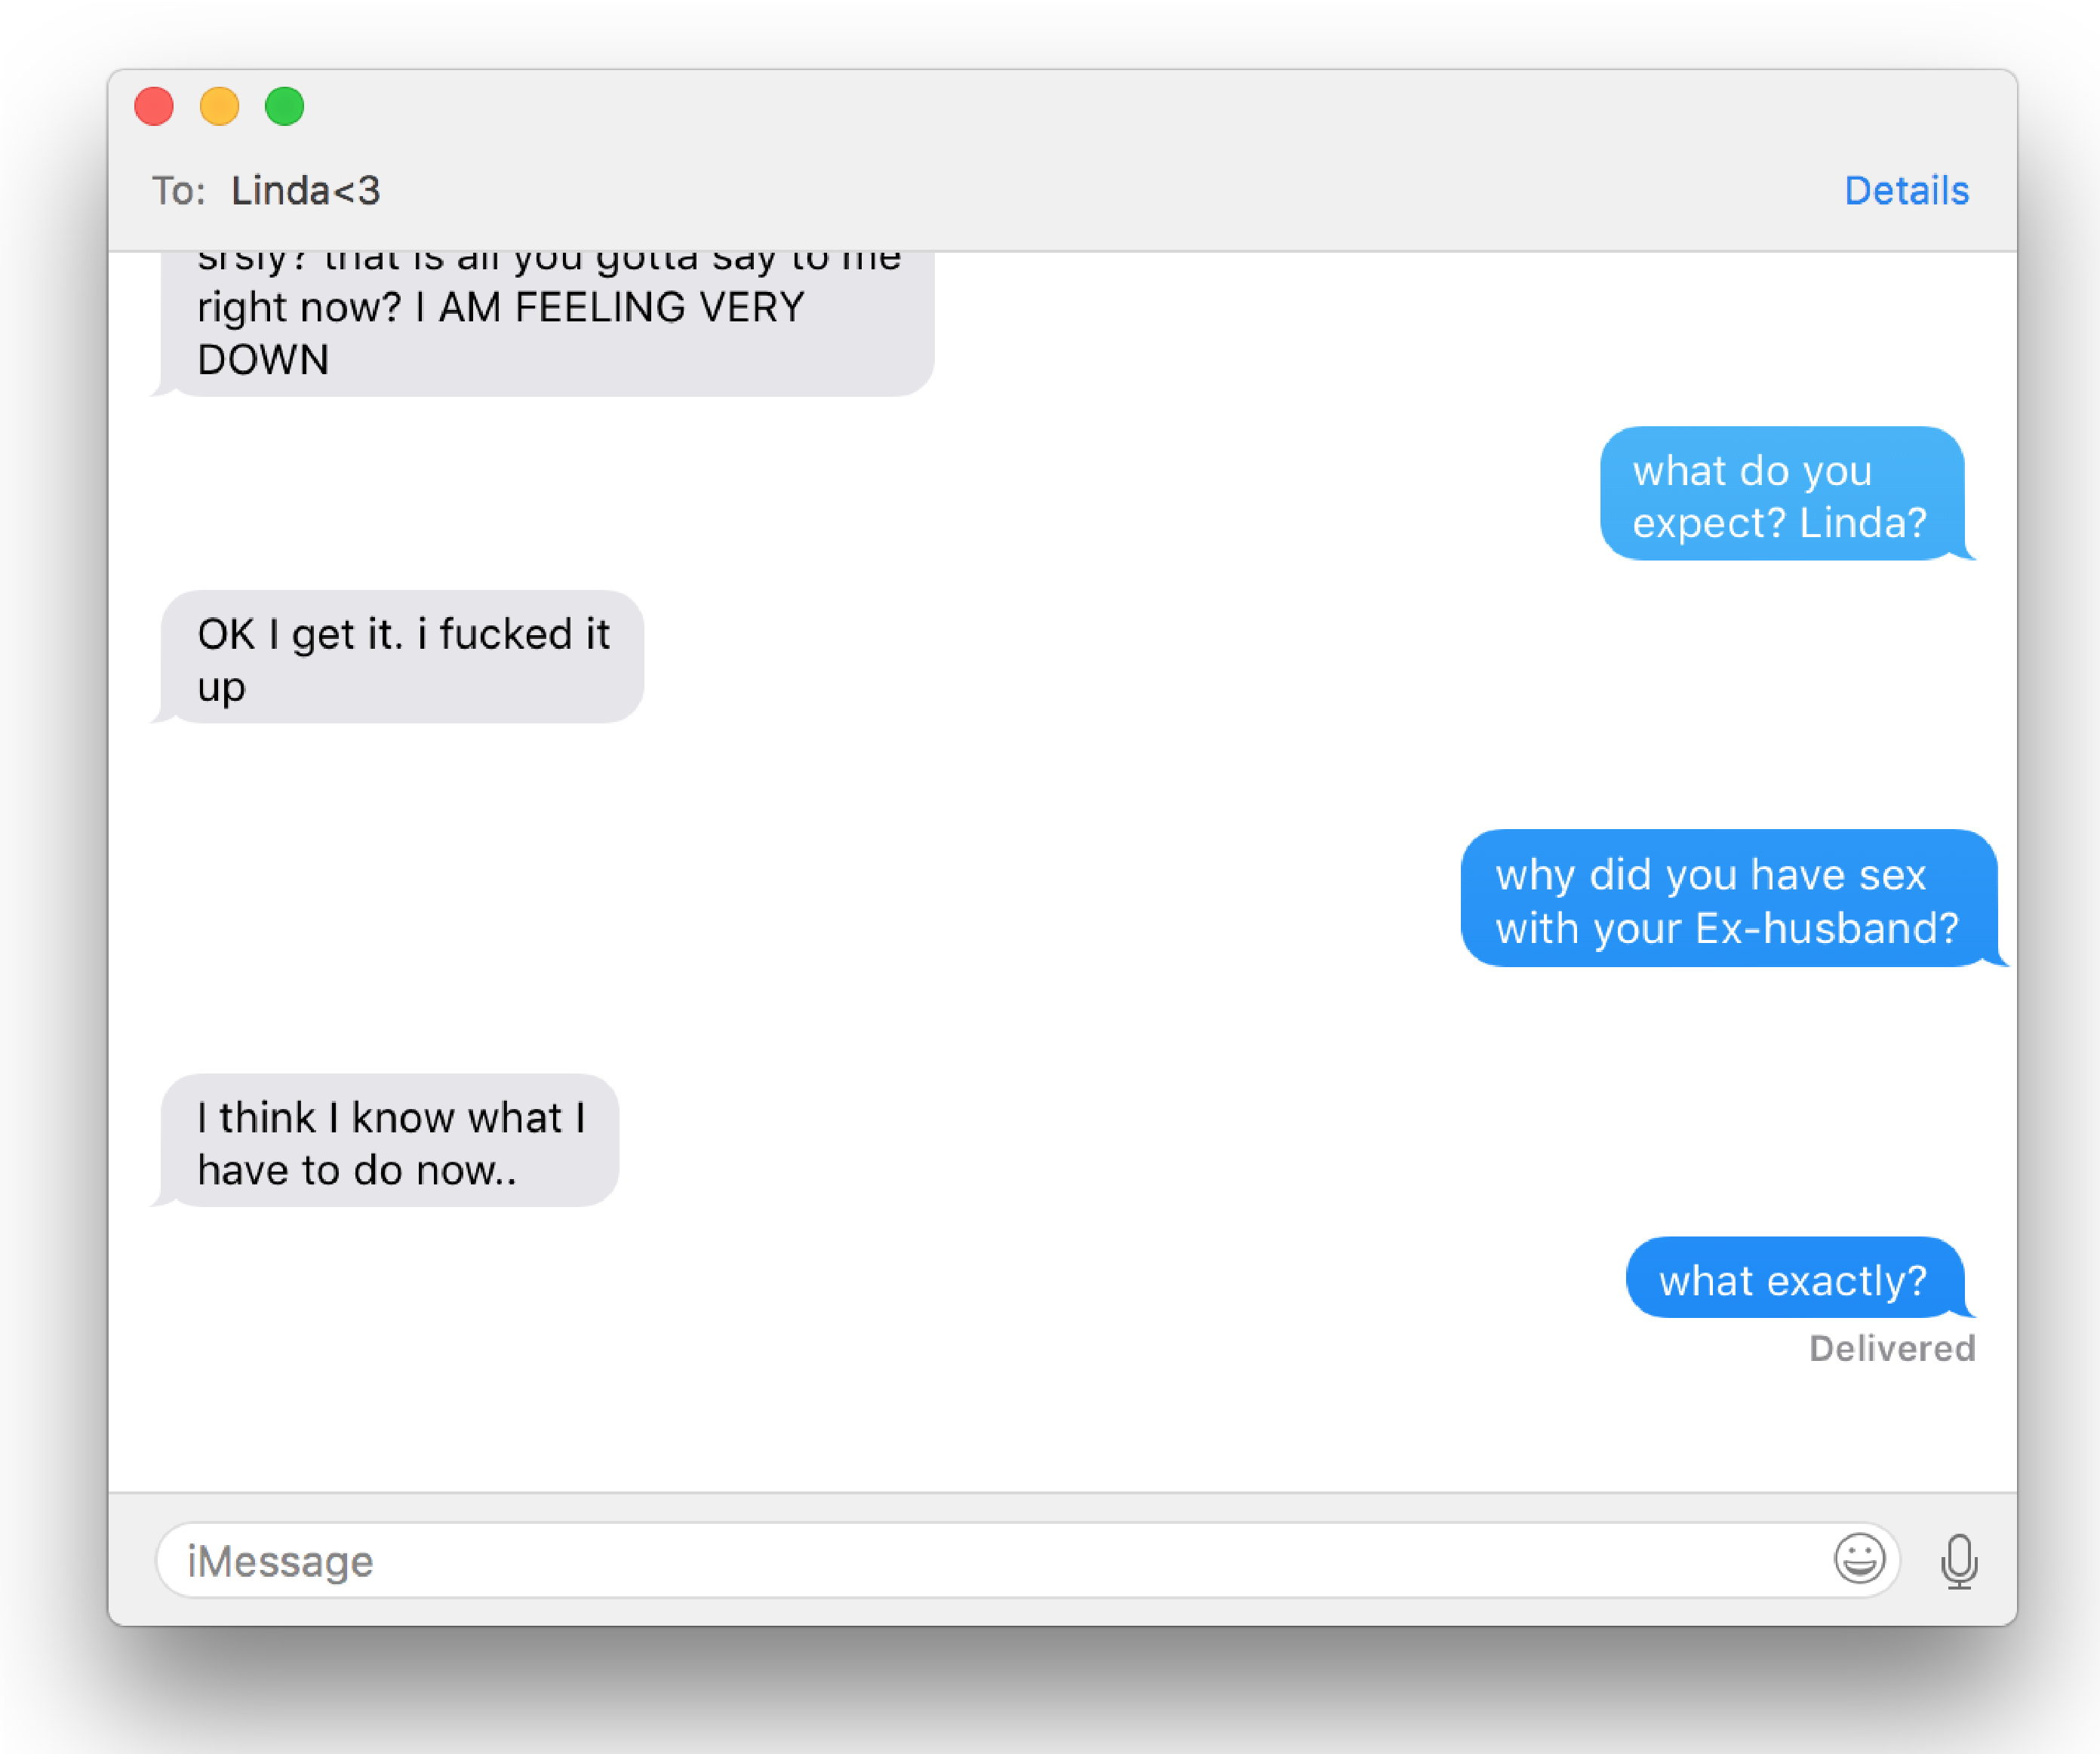 To: Linda<3
Details
srsly? that is all you gotta say to me
right now? I AM FEELING VERY
DOWN
what do you
expect? Linda?
OK I get it. i fucked it
up
why did you have sex
with your Ex-husband?
I think I know what I
have to do now..
what exactly?
Delivered
iMessage